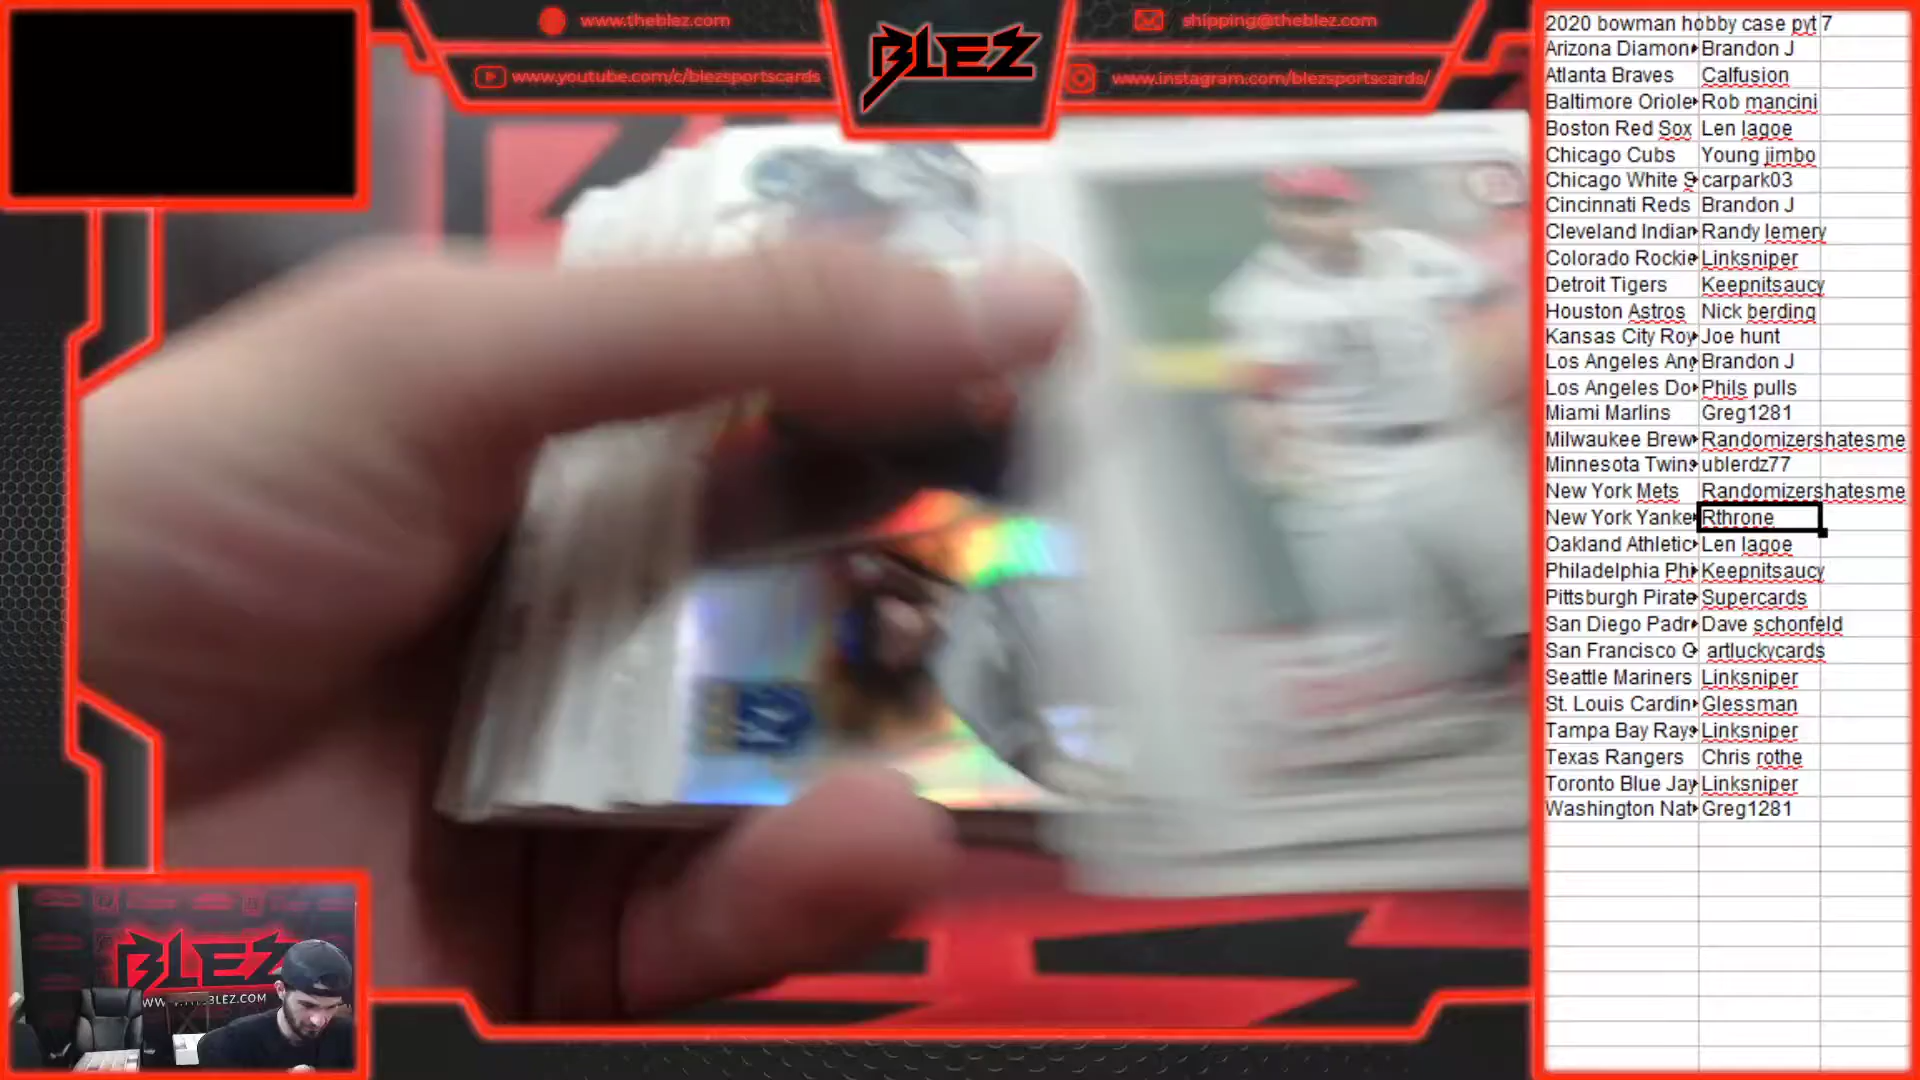 www.theblez.com
shipping@theblez.com
BLEZ
www.youtube.com/c/blezsportscards
www.instagram.com/blezsportscards/
2020 bowman hobby case pyt 7
Arizona Diamon Brandon J
Atlanta Braves Calfusion
Baltimore Oriole Rob mancini
Boston Red Sox Len lagoe
Chicago Cubs Young jimbo
Chicago White S carpark03
Cincinnati Reds Brandon J
Cleveland Indian Randy lemery
Colorado Rockie Linksniper
Detroit Tigers Keepnitsaucy
Houston Astros Nick berding
Kansas City Roy Joe hunt
Los Angeles Ang Brandon J
Los Angeles Do Phils pulls
Miami Marlins Greg1281
Milwaukee Brew Randomizershatesme
Minnesota Twins ublerdz77
New York Mets Randomizershatesme
New York Yanke Rthrone
Oakland Athletic Len lagoe
Philadelphia Phi Keepnitsaucy
Pittsburgh Pirate Supercards
San Diego Padr Dave schonfeld
San Francisco G artluckycards
Seattle Mariners Linksniper
St. Louis Cardin Glessman
Tampa Bay Rays Linksniper
Texas Rangers Chris rothe
Toronto Blue Jay Linksniper
Washington Nat Greg1281
BLEZ